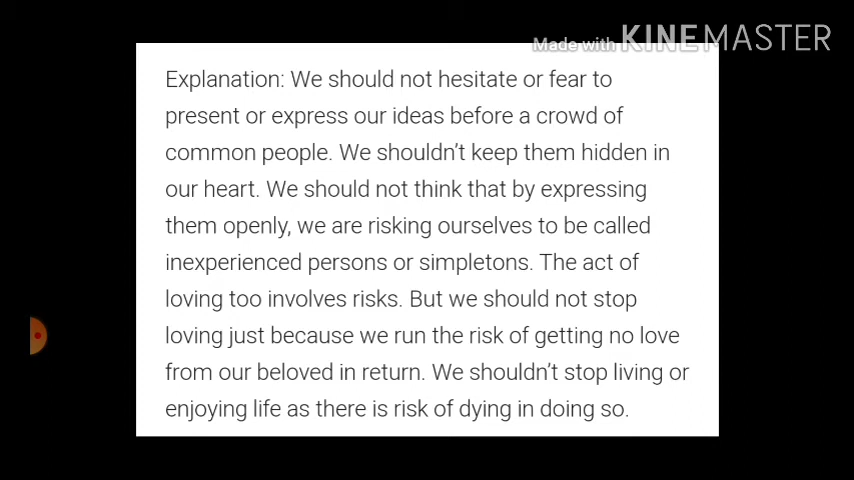 Made with KINEMASTER
Explanation: We should not hesitate or fear to
present or express our ideas before a crowd of
common people. We shouldn't keep them hidden in
our heart. We should not think that by expressing
them openly, we are risking ourselves to be called
inexperienced persons or simpletons. The act of
loving too involves risks. But we should not stop
loving just because we run the risk of getting no love
from our beloved in return. We shouldn't stop living or
enjoying life as there is risk of dying in doing so.